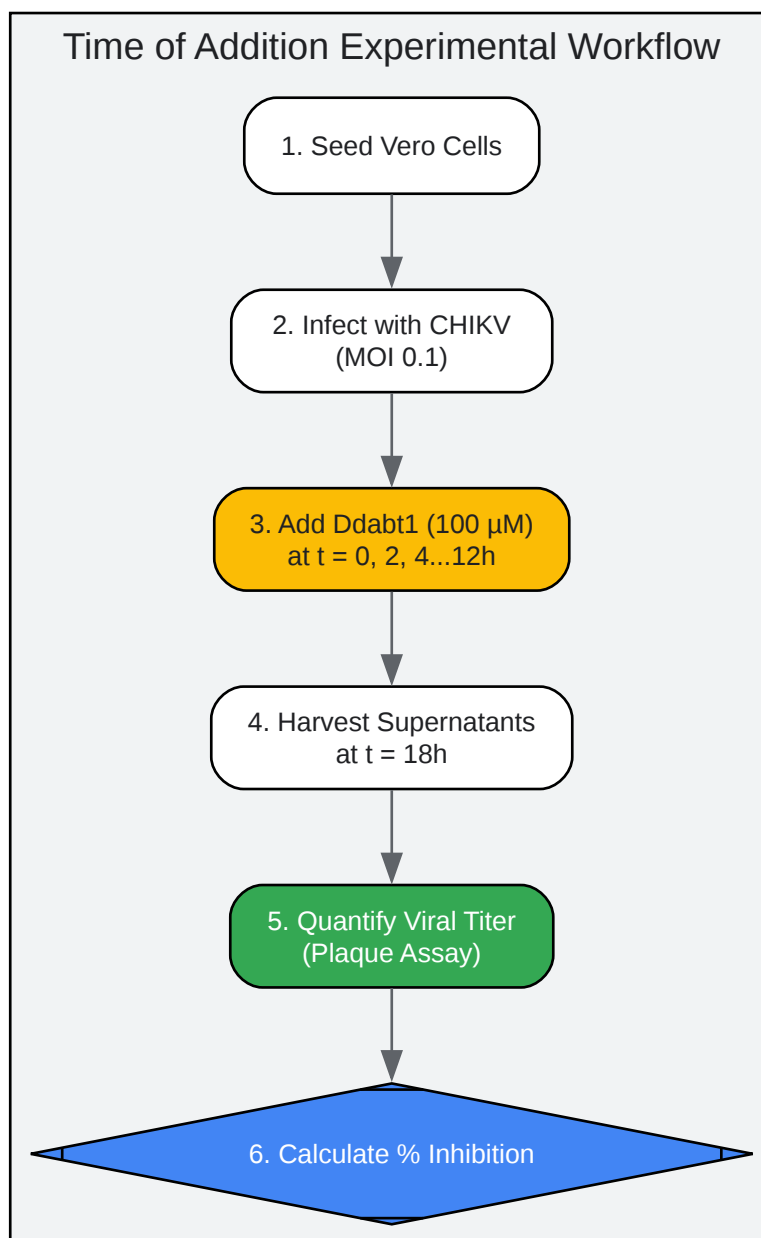 Time of Addition Experimental Workflow
1. Seed Vero Cells
2. Infect with CHIKV
(MOI 0.1)
3. Add Ddabt1 (100 µM)
at t = 0, 2, 4...12h
4. Harvest Supernatants
at t = 18h
5. Quantify Viral Titer
(Plaque Assay)
6. Calculate % Inhibition